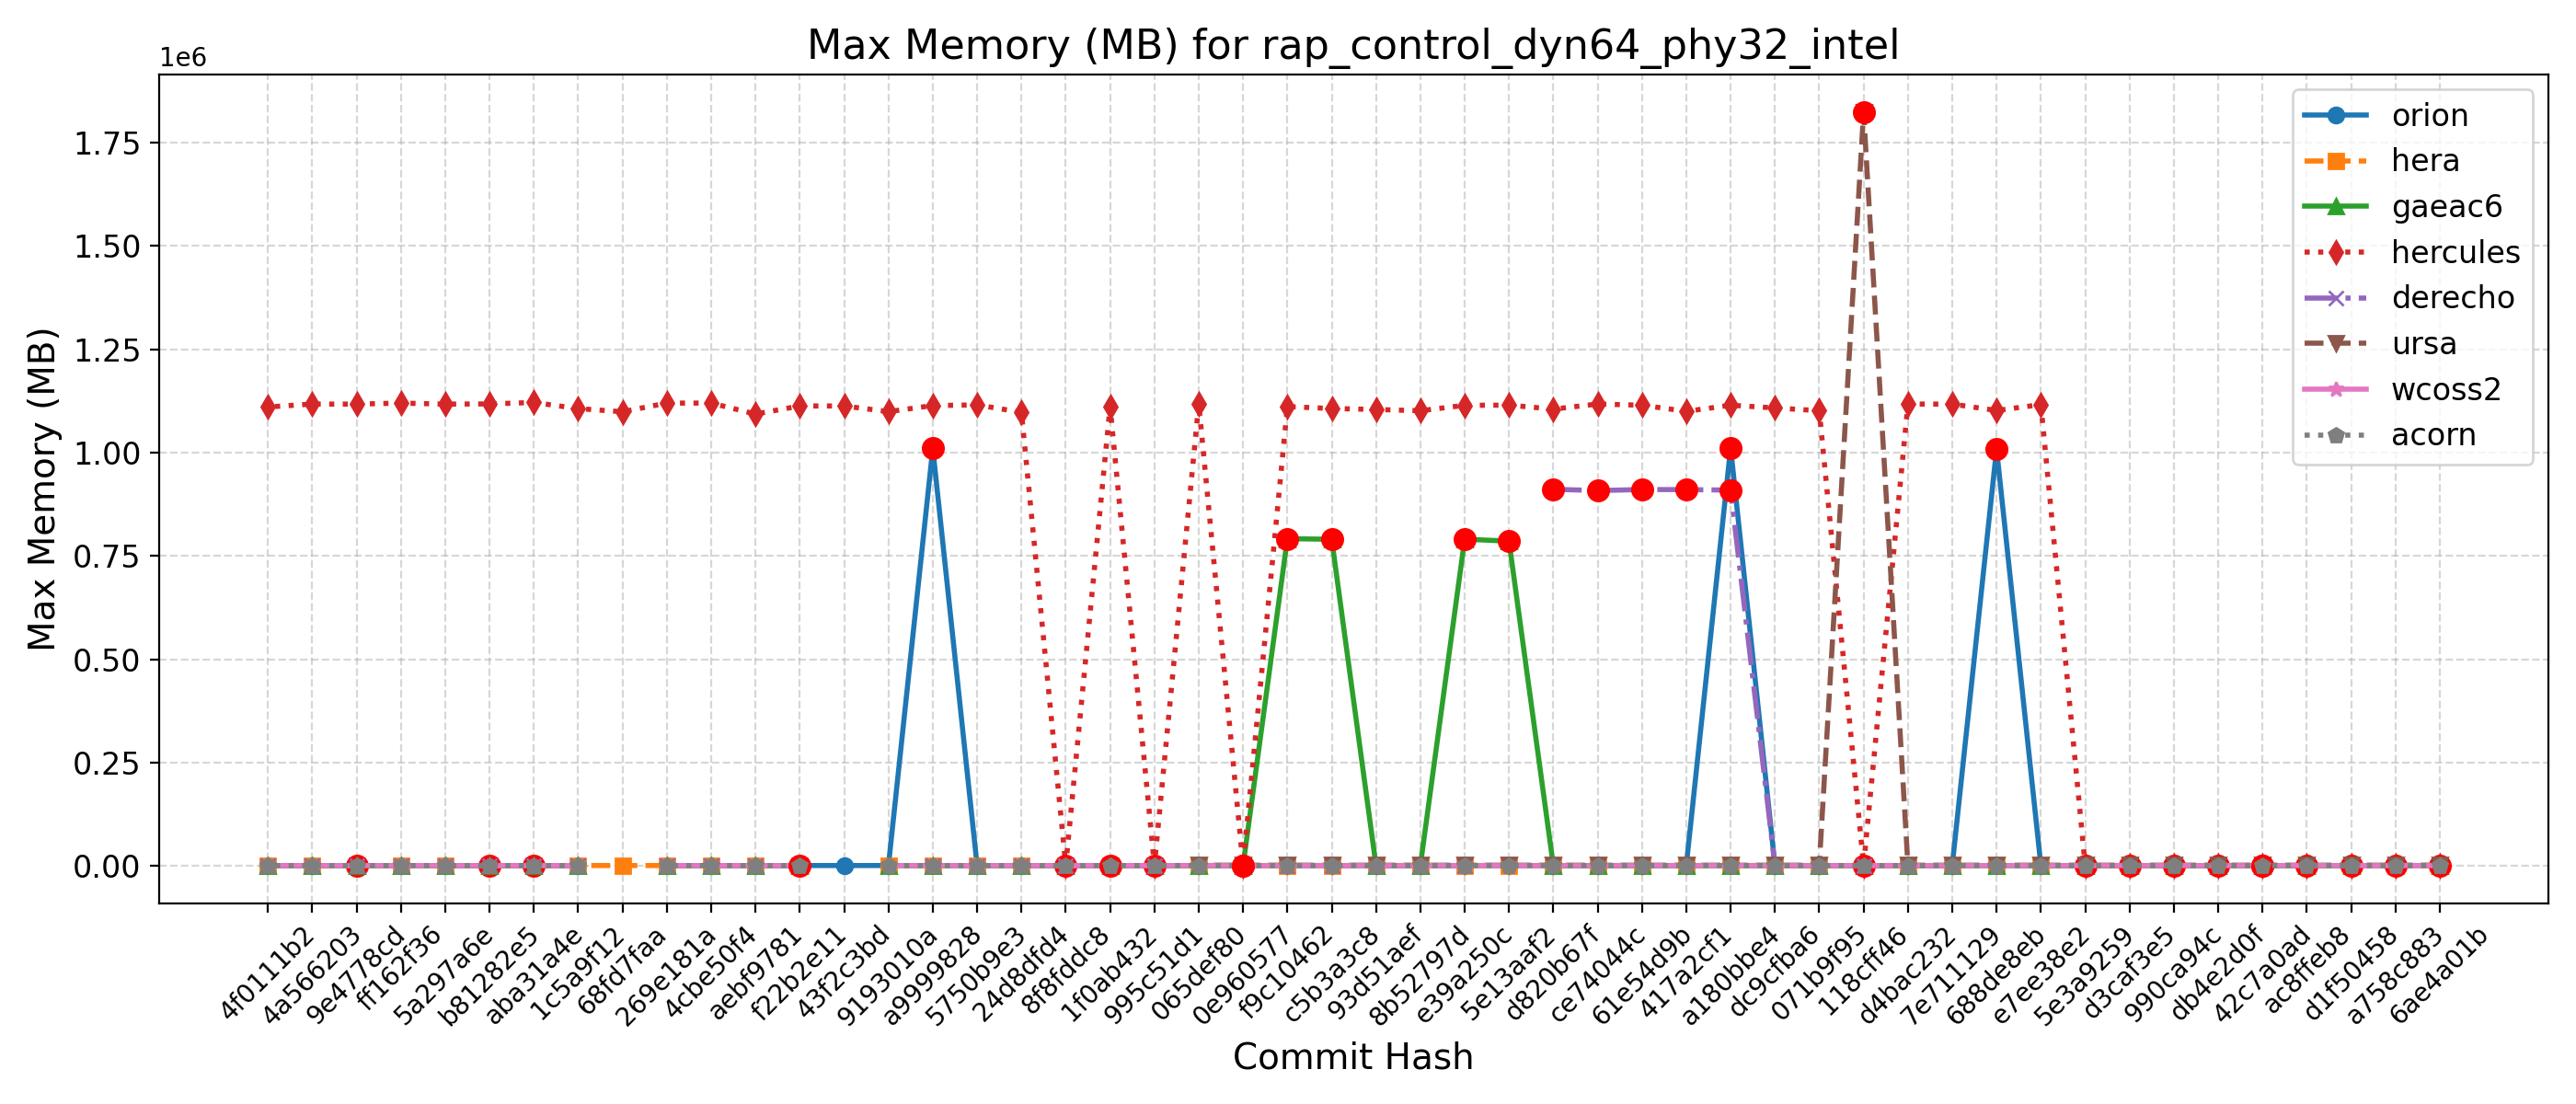 Max Memory (MB) for rap_control_dyn64_phy32_intel
1e6
1.75
1.50
1.25
1.00
0.75
0.50
0.25
0.00
Max Memory (MB)
orion
hera
gaeac6
hercules
derecho
ursa
wcoss2
acorn
4f0111b2
4a566203
9e4778cd
ff162f36
5a297a6e
b81282e5
aba31a4e
1c5a9f12
68fd7faa
269e181a
4cbe50f4
aebf9781
f22b2e11
43f2c3bd
9193010a
a9999828
5750b9e3
24d8dfd4
8f8fddc8
1f0ab432
995c51d1
065def80
0e960577
f9c10462
c5b3a3c8
93d51aef
8b52797d
e39a250c
5e13aaf2
d820b67f
ce74044c
61e54d9b
417a2cf1
a180bbe4
dc9cfba6
071b9f95
118cff46
d4bac232
7e711129
688de8eb
e7ee38e2
5e3a9259
d3caf3e5
990ca94c
db4e2d0f
42c7a0ad
ac8ffeb8
d1f50458
a758c883
6ae4a01b
Commit Hash